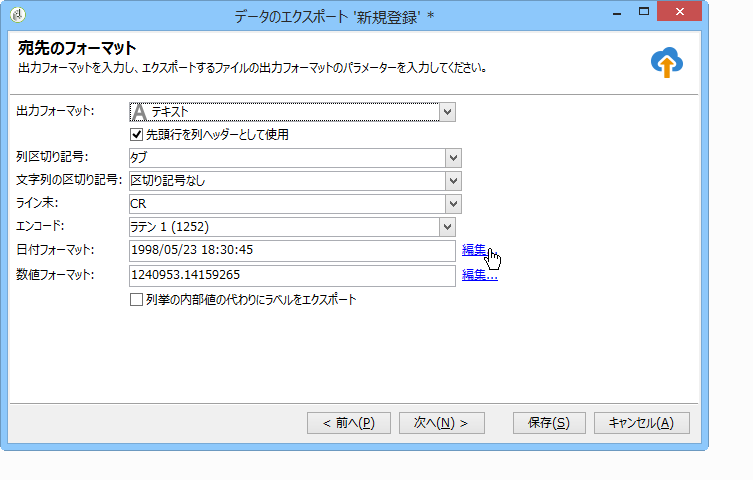 データのエクスポート '新規登録' *
宛先のフォーマット
出力フォーマットを入力し、エクスポートするファイルの出力フォーマットのパラメーターを入力してください。
出力フォーマット: A テキスト
先頭行を列ヘッダーとして使用
列区切り記号: タブ
文字列の区切り記号: 区切り記号なし
ライン末: CR
エンコード: ラテン 1 (1252)
日付フォーマット: 1998/05/23 18:30:45 編集...
数値フォーマット: 1240953.14159265 編集...
列挙の内部値の代わりにラベルをエクスポート
< 前へ(P) 次へ(N) > 保存(S) キャンセル(A)